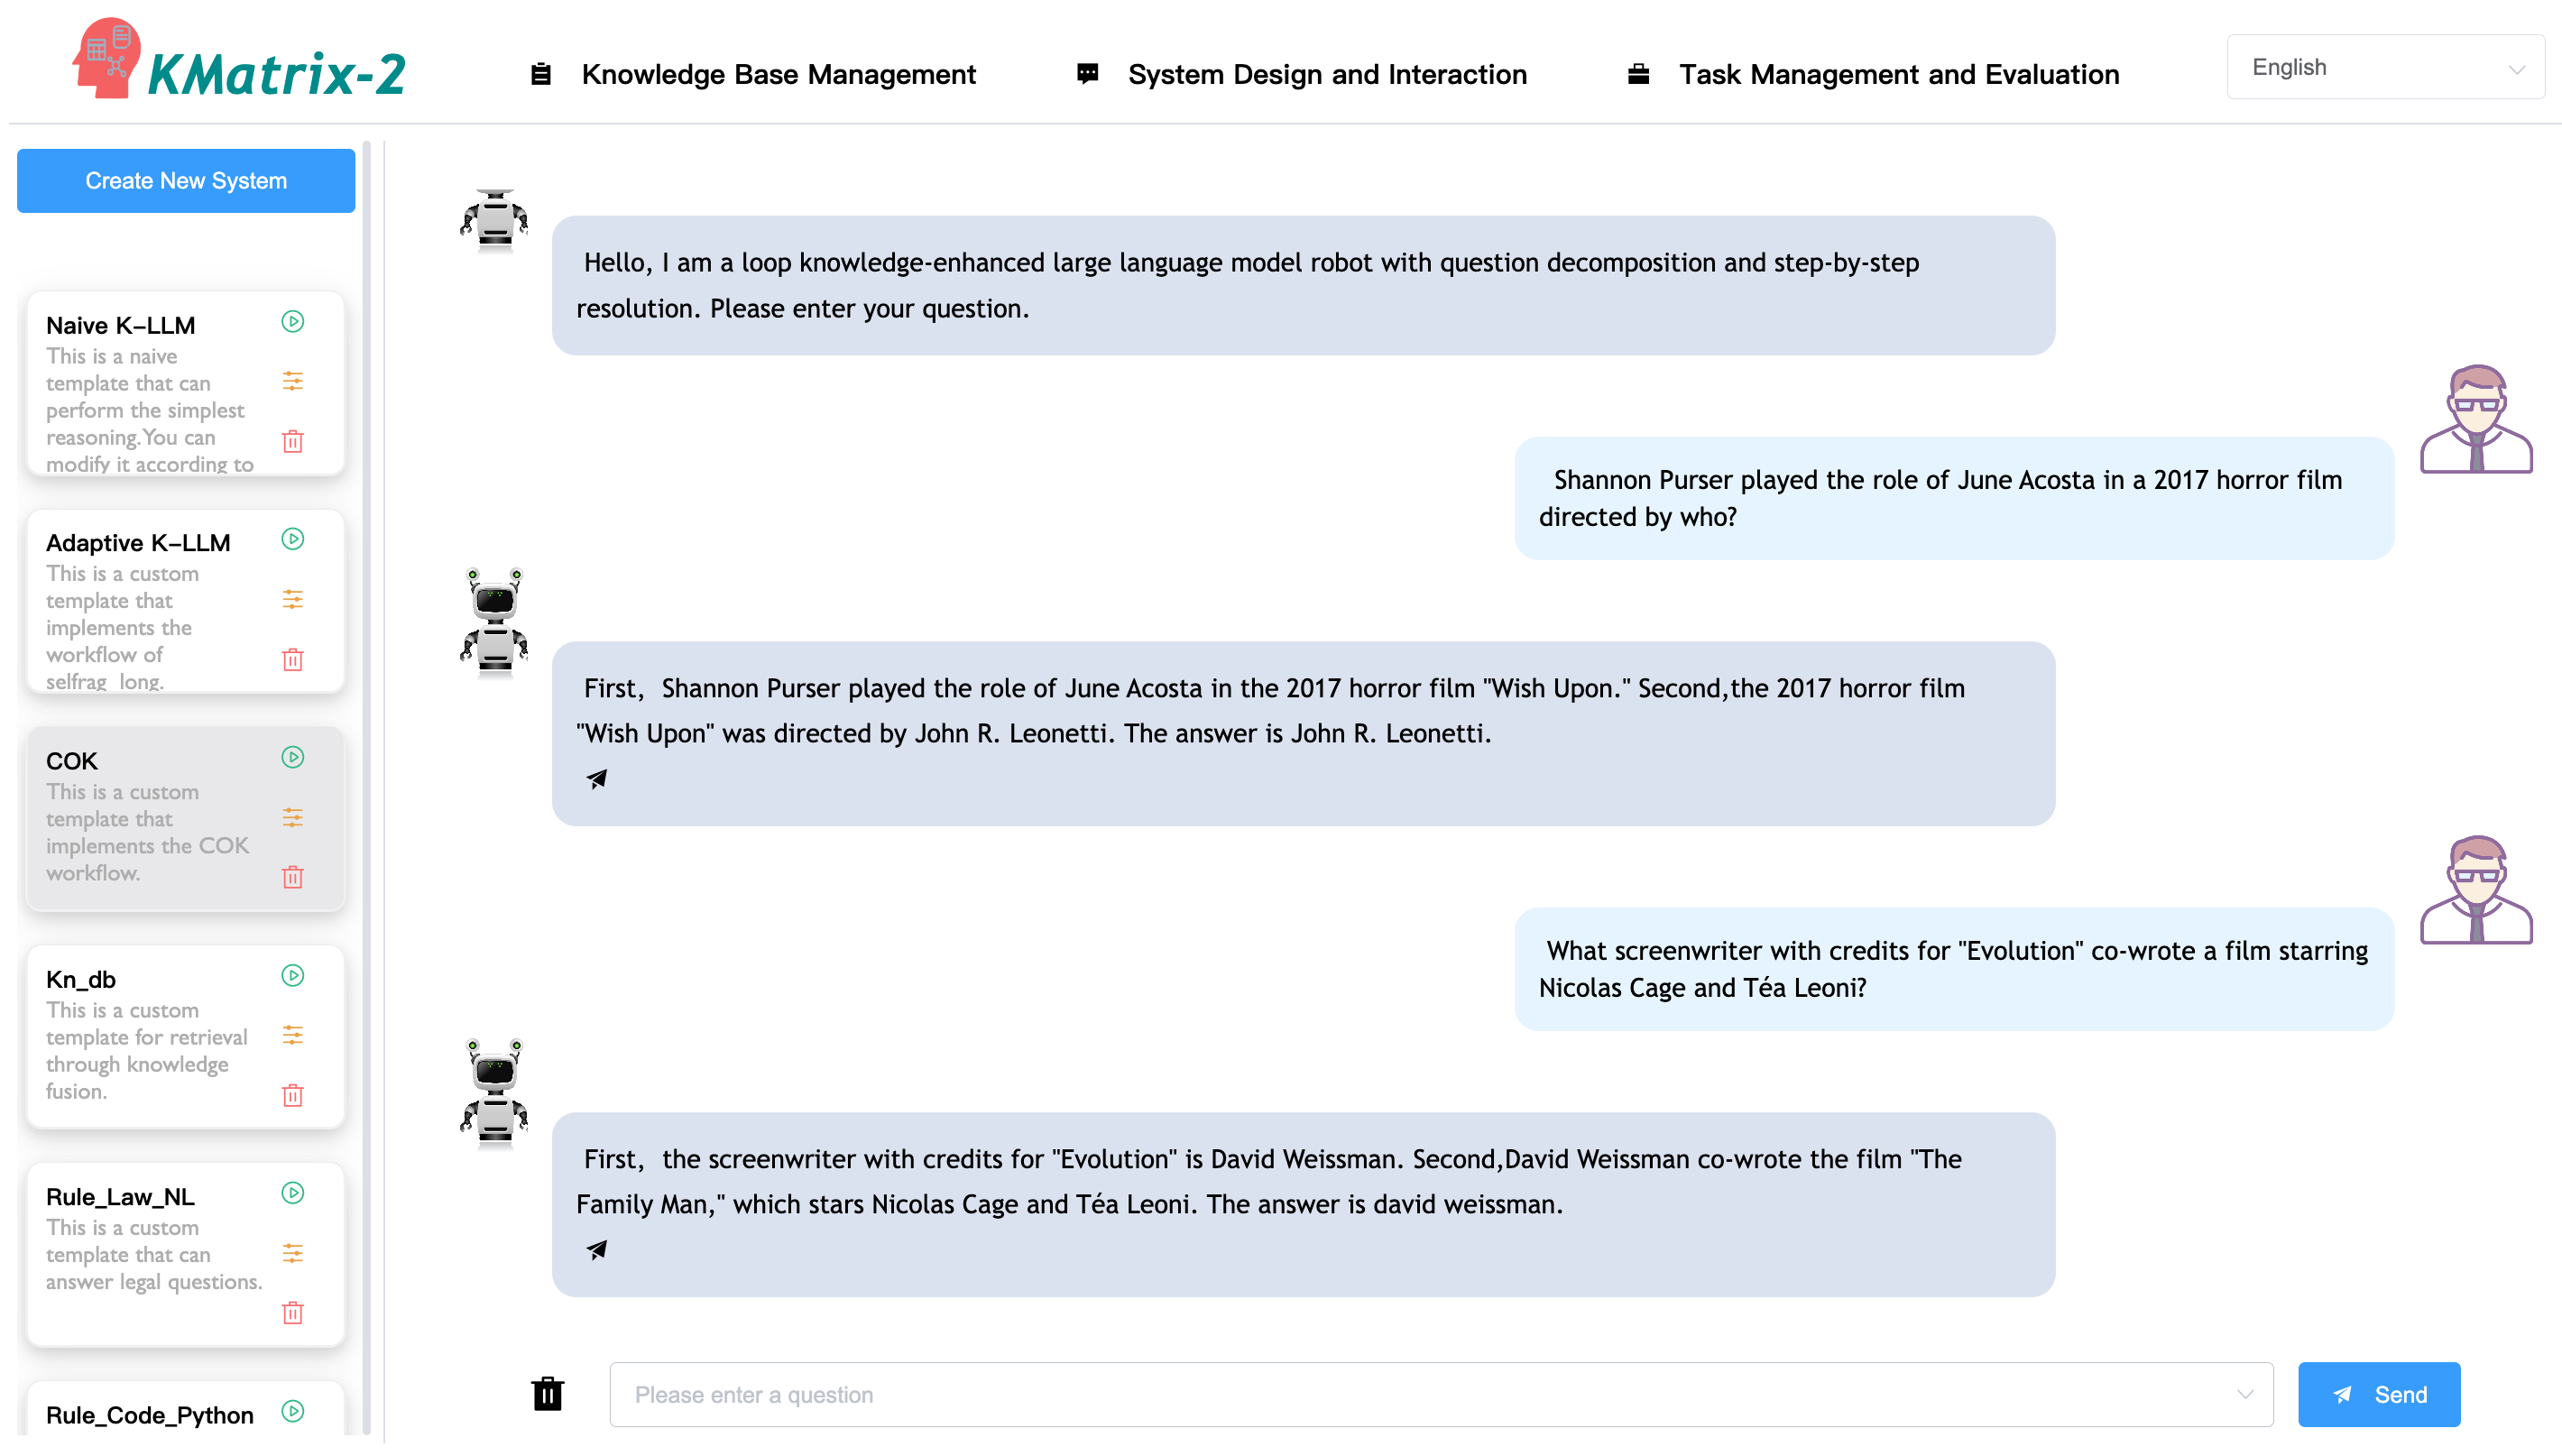 KMatrix-2
Knowledge Base Management
System Design and Interaction
Task Management and Evaluation
English
Create New System
Naive K-LLM
This is a naive
template that can
perform the simplest
reasoning.You can
modify it according to
Adaptive K-LLM
This is a custom
template that
implements the
workflow of
selfrag_long.
COK
This is a custom
template that
implements the COK
workflow.
Kn_db
This is a custom
template for retrieval
through knowledge
fusion.
Rule_Law_NL
This is a custom
template that can
answer legal questions.
Rule_Code_Python
Hello, I am a loop knowledge-enhanced large language model robot with question decomposition and step-by-step
resolution. Please enter your question.
Shannon Purser played the role of June Acosta in a 2017 horror film
directed by who?
First, Shannon Purser played the role of June Acosta in the 2017 horror film "Wish Upon." Second,the 2017 horror film
"Wish Upon" was directed by John R. Leonetti. The answer is John R. Leonetti.
What screenwriter with credits for "Evolution" co-wrote a film starring
Nicolas Cage and Téa Leoni?
First, the screenwriter with credits for "Evolution" is David Weissman. Second,David Weissman co-wrote the film "The
Family Man," which stars Nicolas Cage and Téa Leoni. The answer is david weissman.
Please enter a question
Send